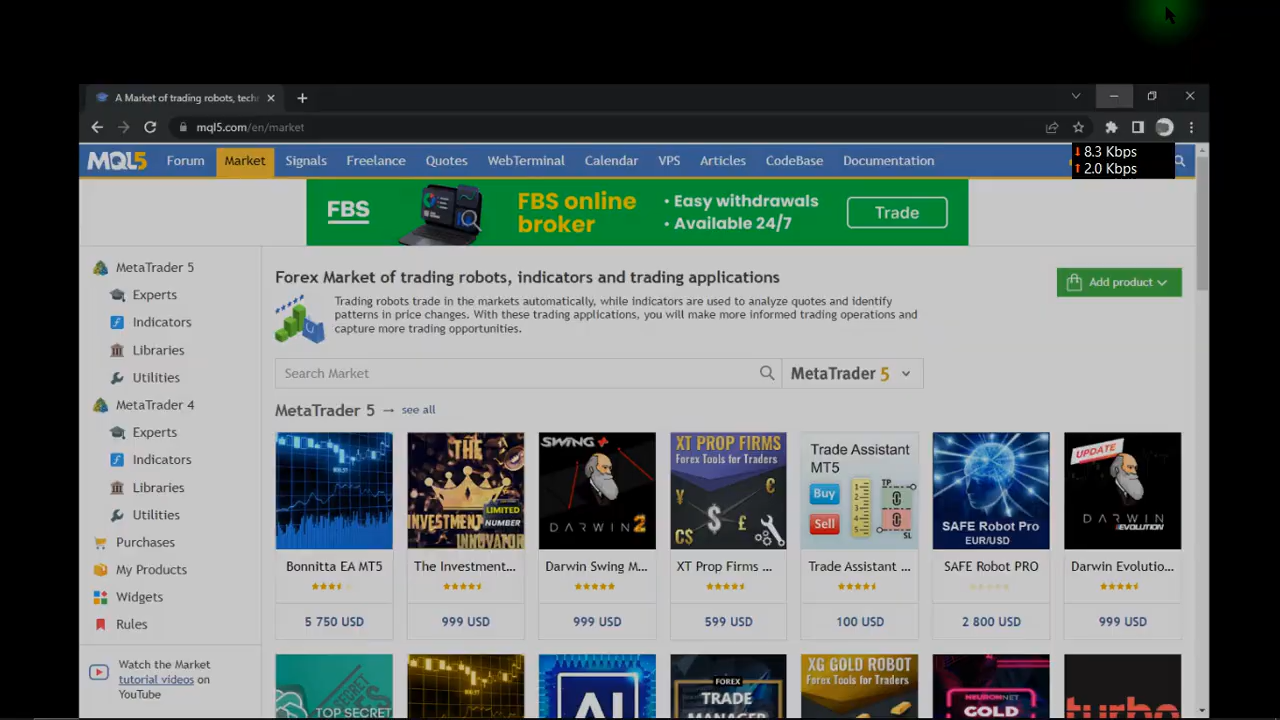 A Market of trading robots, tech
mql5.com/en/market
8.3 Kbps
2.0 Kbps
MQL5
Forum
Market
Signals
Freelance
Quotes
WebTerminal
Calendar
VPS
Articles
CodeBase
Documentation
FBS
FBS online
broker
• Easy withdrawals
• Available 24/7
Trade
MetaTrader 5
Experts
Indicators
Libraries
Utilities
MetaTrader 4
Experts
Indicators
Libraries
Utilities
Purchases
My Products
Widgets
Rules
Watch the Market
tutorial videos on
YouTube
Forex Market of trading robots, indicators and trading applications
Trading robots trade in the markets automatically, while indicators are used to analyze quotes and identify
patterns in price changes. With these trading applications, you will make more informed trading operations and
capture more trading opportunities.
Add product
Search Market
MetaTrader 5
MetaTrader 5 → see all
THE
INVESTMENT
INNOVATOR
LIMITED
NUMBER
SWING+
DARWIN2
XT PROP FIRMS
Forex Tools for Traders
¥
€
C$
$
£
Trade Assistant
MT5
Buy
Sell
TP
SL
SAFE Robot Pro
EUR/USD
UPDATE
DARWIN
EVOLUTION
Bonnitta EA MT5
The Investment...
Darwin Swing M...
XT Prop Firms ...
Trade Assistant ...
SAFE Robot PRO
Darwin Evolutio...
5 750 USD
999 USD
999 USD
599 USD
100 USD
2 800 USD
999 USD
TOP SECRET
AI
FOREX
TRADE
MANAGER
XG GOLD ROBOT
Forex Tools for Traders
NEURONNET
GOLD
turbo